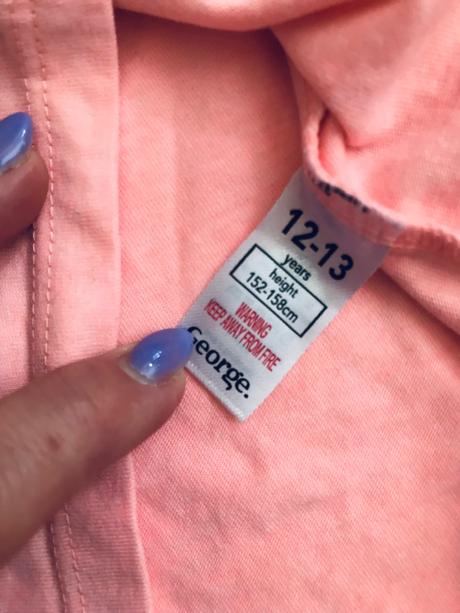 12-13
years
height
152-158cm
WARNING
KEEP AWAY FROM FIRE
George.